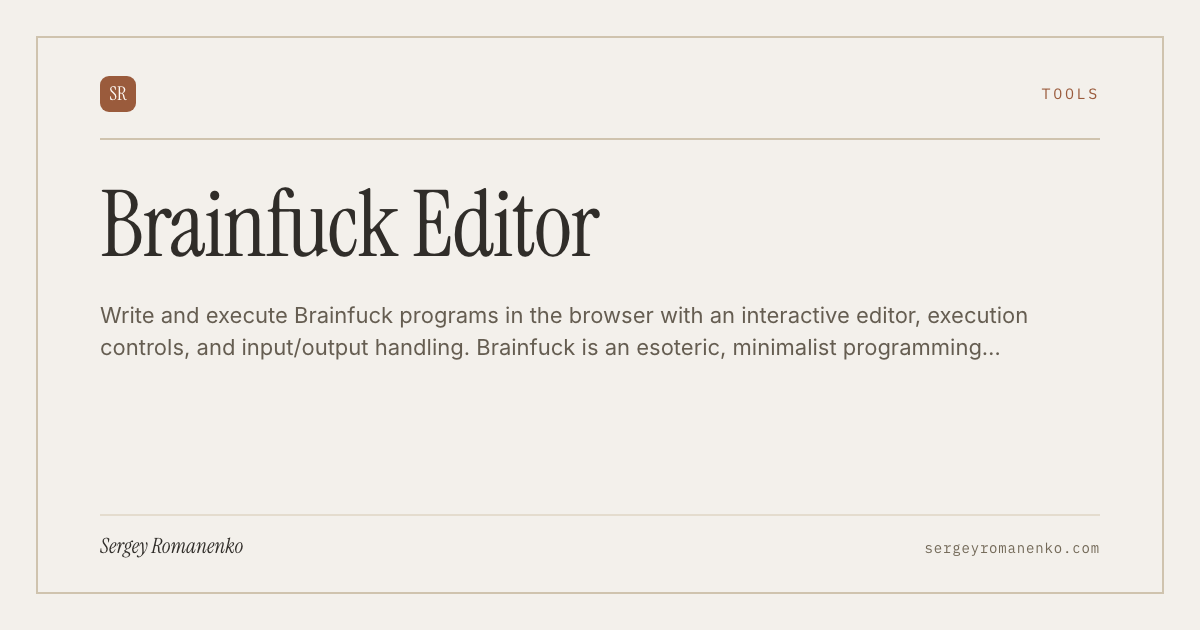 SR
TOOLS
Brainfuck Editor
Write and execute Brainfuck programs in the browser with an interactive editor, execution
controls, and input/output handling. Brainfuck is an esoteric, minimalist programming...
Sergey Romanenko
sergeyromanenko.com